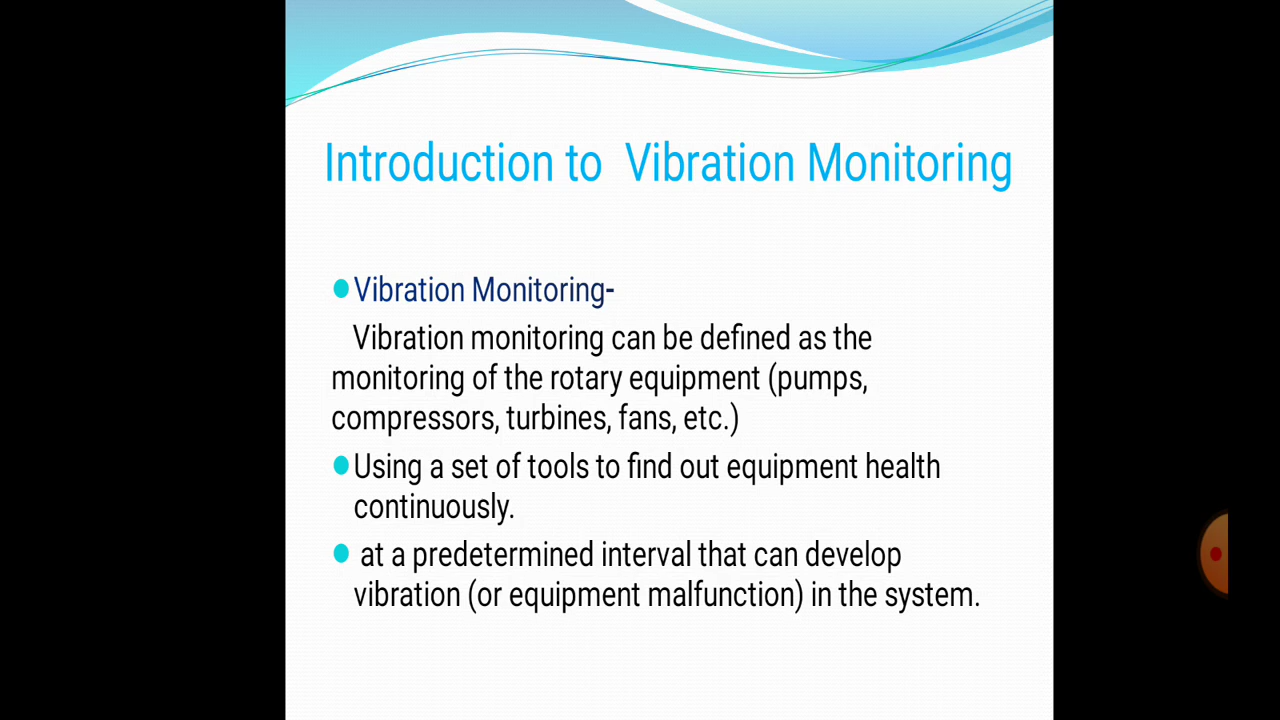 Introduction to Vibration Monitoring
Vibration Monitoring-
Vibration monitoring can be defined as the
monitoring of the rotary equipment (pumps,
compressors, turbines, fans, etc.)
Using a set of tools to find out equipment health
continuously.
at a predetermined interval that can develop
vibration (or equipment malfunction) in the system.